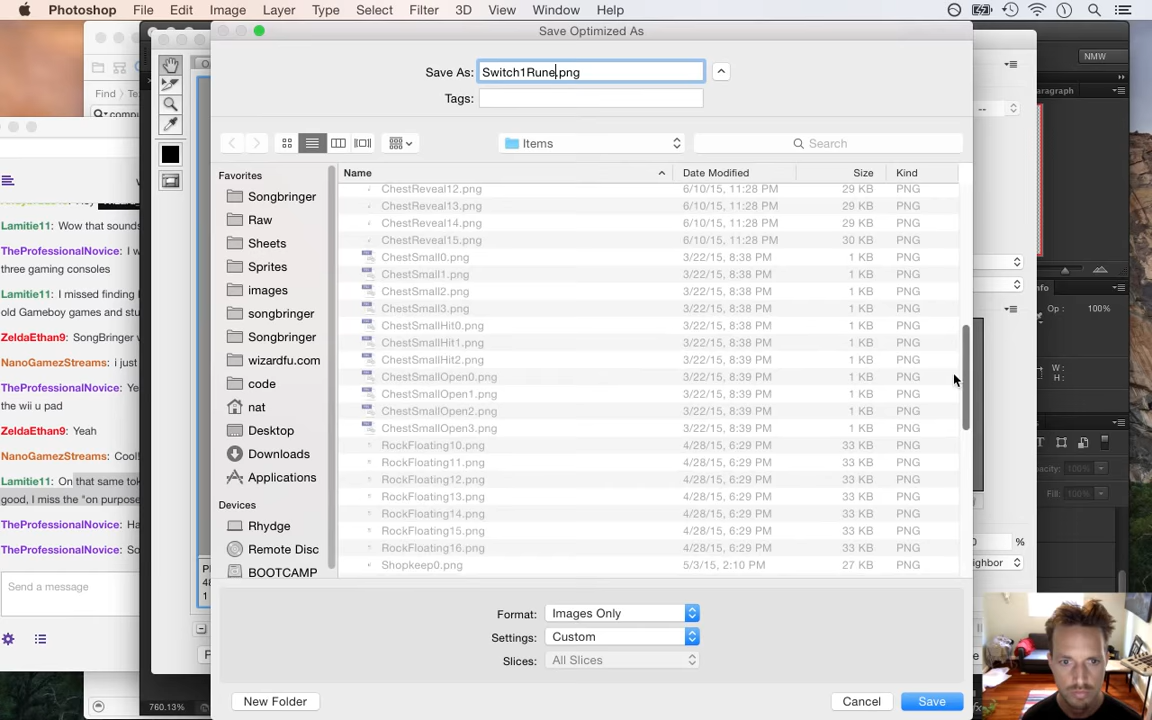 Photoshop File Edit Image Layer Type Select Filter 3D View Window Help
Save Optimized As
Save As: Switch1Rune.png
Tags:
NMW
aragraph
Find
Items
Search
Favorites
Songbringer
Raw
Sheets
Sprites
images
songbringer
Songbringer
wizardfu.com
code
nat
Desktop
Downloads
Applications
Devices
Rhydge
Remote Disc
BOOTCAMP
Name Date Modified Size Kind
ChestReveal12.png 6/10/15, 11:28 PM 29 KB PNG
ChestReveal13.png 6/10/15, 11:28 PM 29 KB PNG
ChestReveal14.png 6/10/15, 11:28 PM 29 KB PNG
ChestReveal15.png 6/10/15, 11:28 PM 30 KB PNG
ChestSmall0.png 3/22/15, 8:38 PM 1 KB PNG
ChestSmall1.png 3/22/15, 8:38 PM 1 KB PNG
ChestSmall2.png 3/22/15, 8:38 PM 1 KB PNG
ChestSmall3.png 3/22/15, 8:38 PM 1 KB PNG
ChestSmallHit0.png 3/22/15, 8:38 PM 1 KB PNG
ChestSmallHit1.png 3/22/15, 8:38 PM 1 KB PNG
ChestSmallHit2.png 3/22/15, 8:39 PM 1 KB PNG
ChestSmallOpen0.png 3/22/15, 8:39 PM 1 KB PNG
ChestSmallOpen1.png 3/22/15, 8:39 PM 1 KB PNG
ChestSmallOpen2.png 3/22/15, 8:39 PM 1 KB PNG
ChestSmallOpen3.png 3/22/15, 8:39 PM 1 KB PNG
RockFloating10.png 4/28/15, 6:29 PM 33 KB PNG
RockFloating11.png 4/28/15, 6:29 PM 33 KB PNG
RockFloating12.png 4/28/15, 6:29 PM 33 KB PNG
RockFloating13.png 4/28/15, 6:29 PM 33 KB PNG
RockFloating14.png 4/28/15, 6:29 PM 33 KB PNG
RockFloating15.png 4/28/15, 6:29 PM 33 KB PNG
RockFloating16.png 4/28/15, 6:29 PM 33 KB PNG
Shopkeep0.png 5/3/15, 2:10 PM 27 KB PNG
Format: Images Only
Settings: Custom
Slices: All Slices
New Folder Cancel Save
Lamitie11: Wow that sounds
TheProfessionalNovice: I w
three gaming consoles
Lamitie11: I missed finding l
old Gameboy games and stu
ZeldaEthan9: SongBringer v
NanoGamezStreams: i just
TheProfessionalNovice: Ye
the wii u pad
ZeldaEthan9: Yeah
NanoGamezStreams: Cool!
Lamitie11: On that same tok
good, I miss the "on purpose
TheProfessionalNovice: Ha
TheProfessionalNovice: So
Send a message
760.13%
Info
Op: 100%
W:
H:
Opacity: 100%
Fill: 100%
%
eighbor